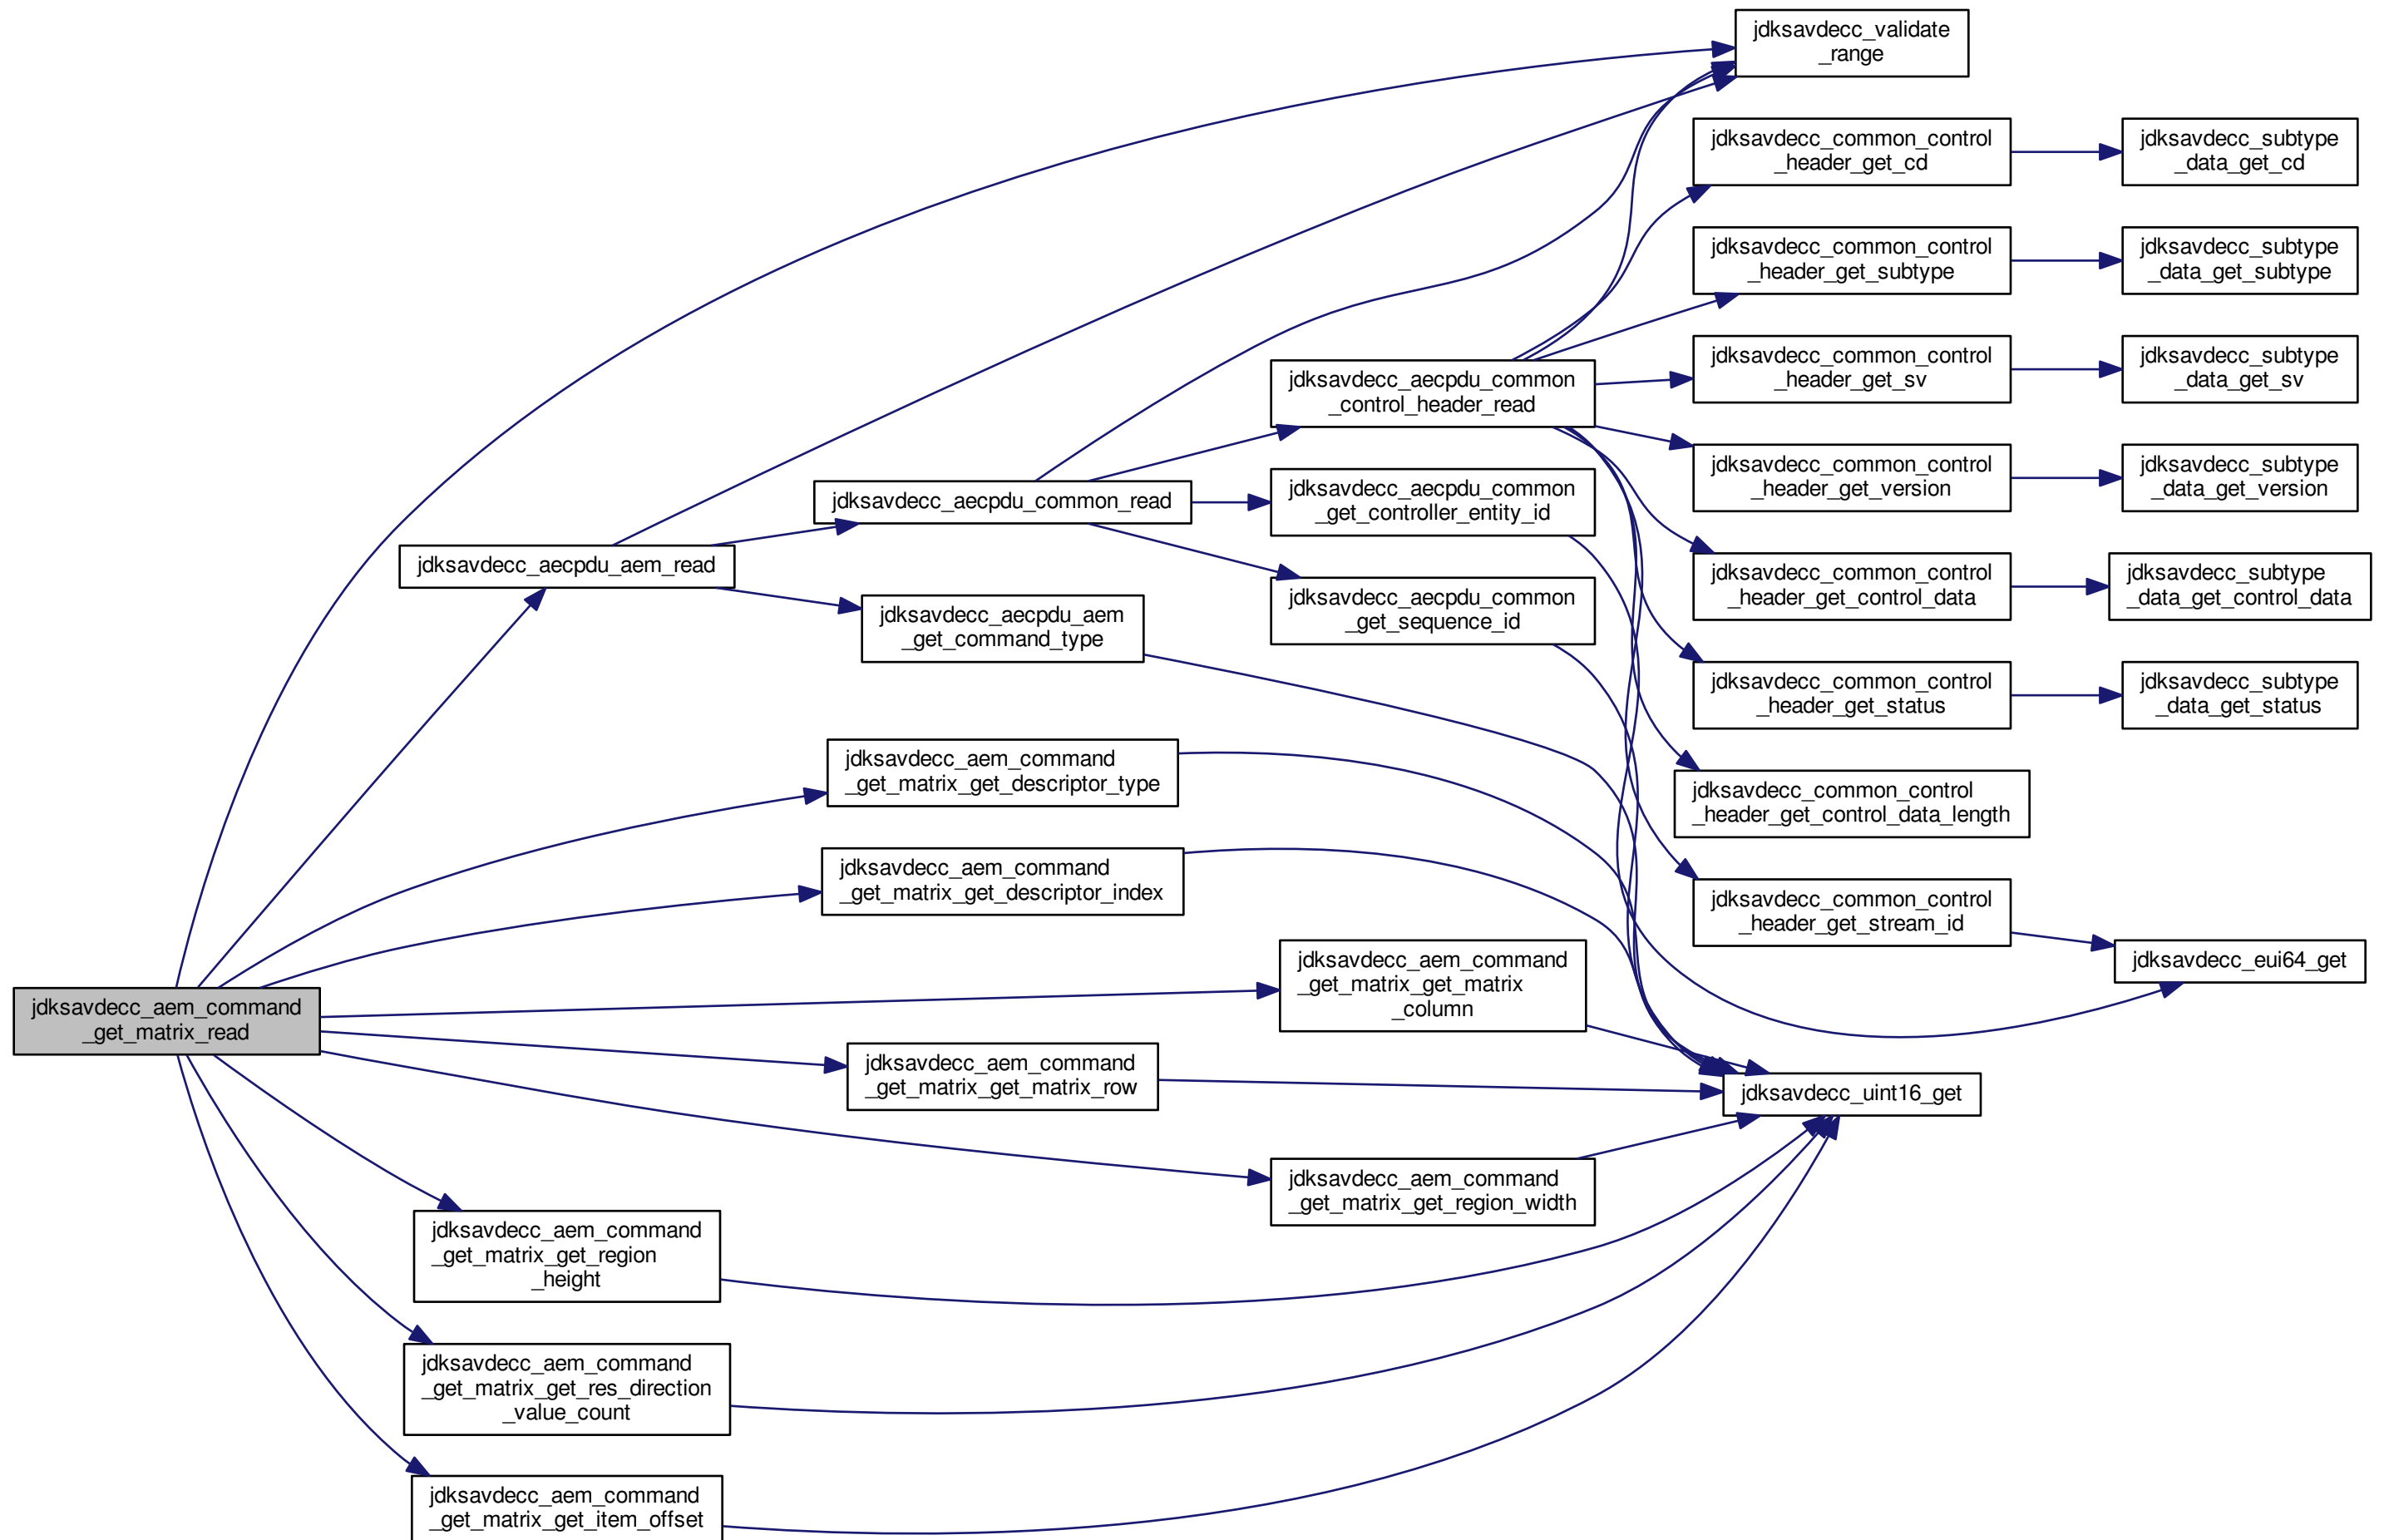 jdksavdecc_validate
_range
jdksavdecc_common_control
_header_get_cd
jdksavdecc_subtype
_data_get_cd
jdksavdecc_common_control
_header_get_subtype
jdksavdecc_subtype
_data_get_subtype
jdksavdecc_aecpdu_common
_control_header_read
jdksavdecc_common_control
_header_get_sv
jdksavdecc_subtype
_data_get_sv
jdksavdecc_common_control
_header_get_version
jdksavdecc_subtype
_data_get_version
jdksavdecc_aecpdu_common_read
jdksavdecc_aecpdu_common
_get_controller_entity_id
jdksavdecc_aecpdu_aem_read
jdksavdecc_common_control
_header_get_control_data
jdksavdecc_subtype
_data_get_control_data
jdksavdecc_aecpdu_aem
_get_command_type
jdksavdecc_aecpdu_common
_get_sequence_id
jdksavdecc_common_control
_header_get_status
jdksavdecc_subtype
_data_get_status
jdksavdecc_aem_command
_get_matrix_get_descriptor_type
jdksavdecc_common_control
_header_get_control_data_length
jdksavdecc_aem_command
_get_matrix_get_descriptor_index
jdksavdecc_common_control
_header_get_stream_id
jdksavdecc_eui64_get
jdksavdecc_aem_command
_get_matrix_get_matrix
_column
jdksavdecc_aem_command
_get_matrix_read
jdksavdecc_aem_command
_get_matrix_get_matrix_row
jdksavdecc_uint16_get
jdksavdecc_aem_command
_get_matrix_get_region_width
jdksavdecc_aem_command
_get_matrix_get_region
_height
jdksavdecc_aem_command
_get_matrix_get_res_direction
_value_count
jdksavdecc_aem_command
_get_matrix_get_item_offset